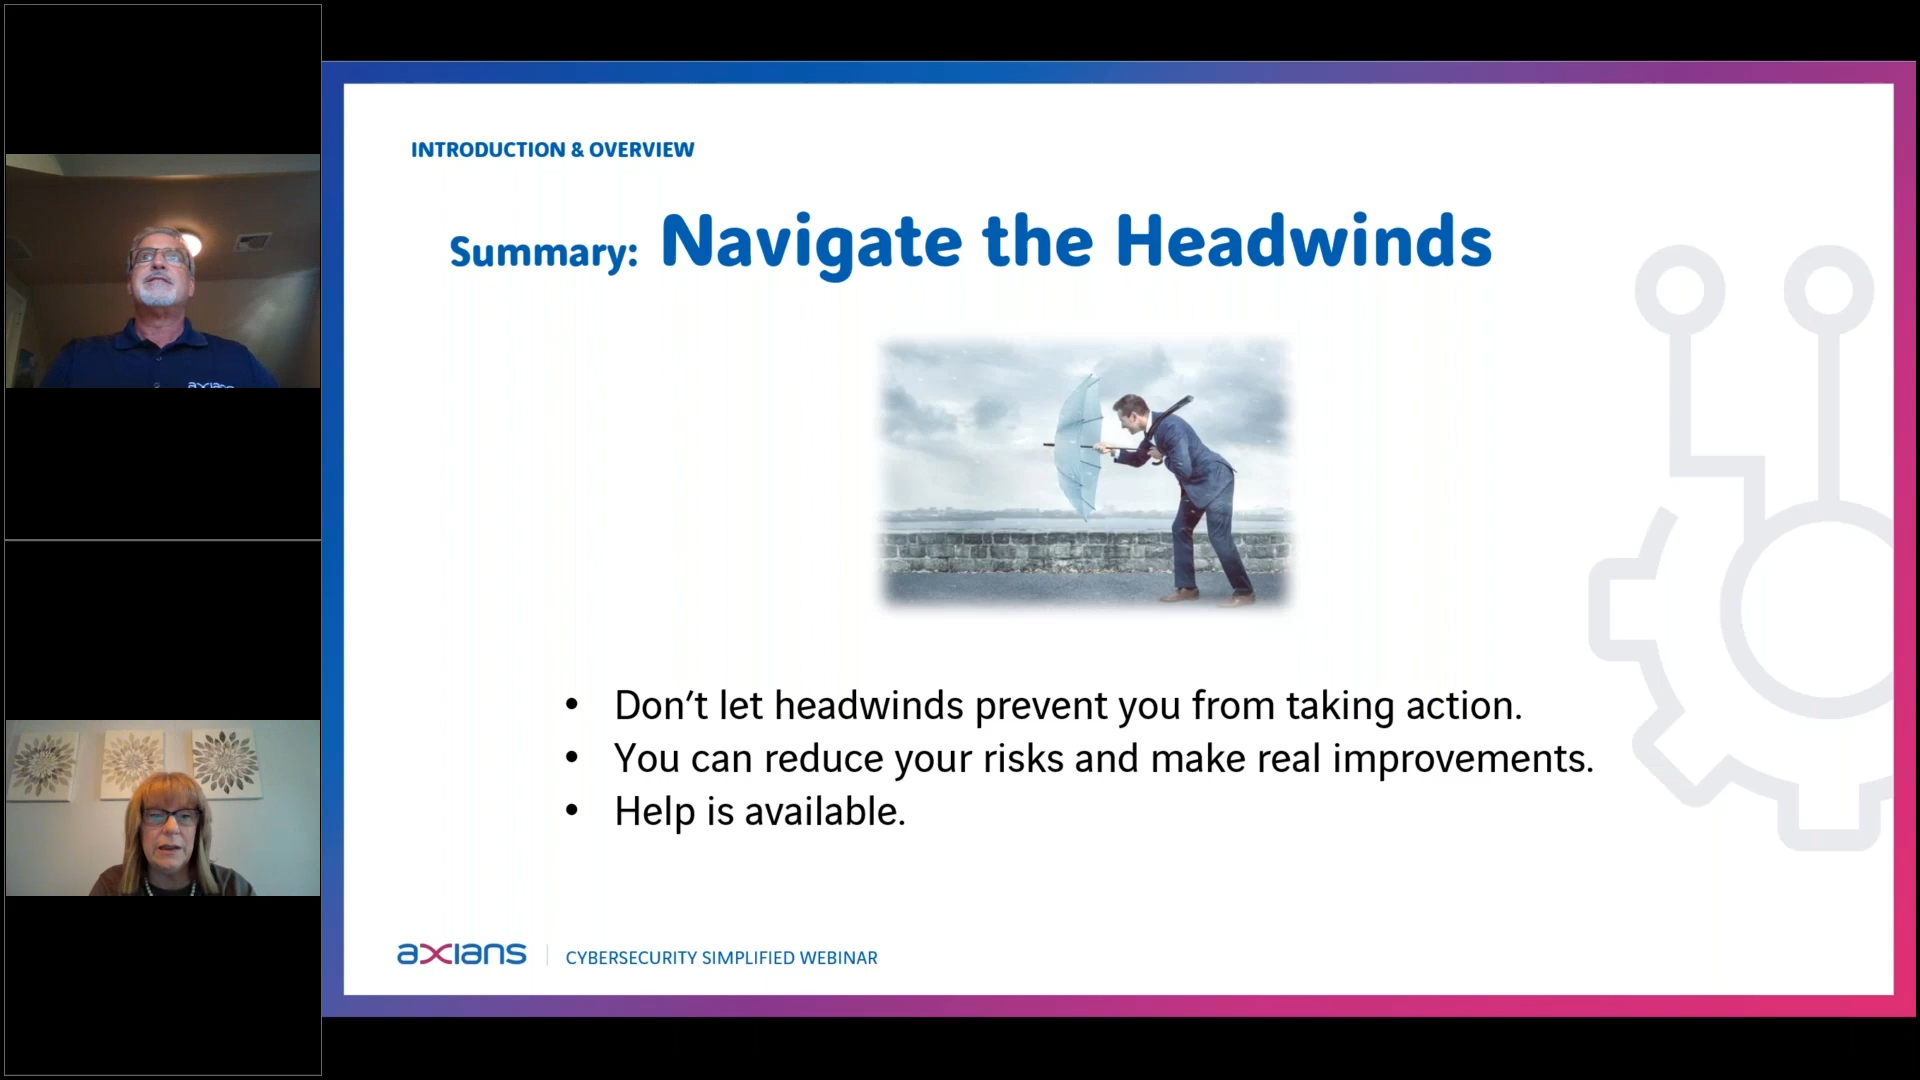 INTRODUCTION & OVERVIEW
Summary: Navigate the Headwinds
• Don’t let headwinds prevent you from taking action.
• You can reduce your risks and make real improvements.
• Help is available.
axians | CYBERSECURITY SIMPLIFIED WEBINAR
axians